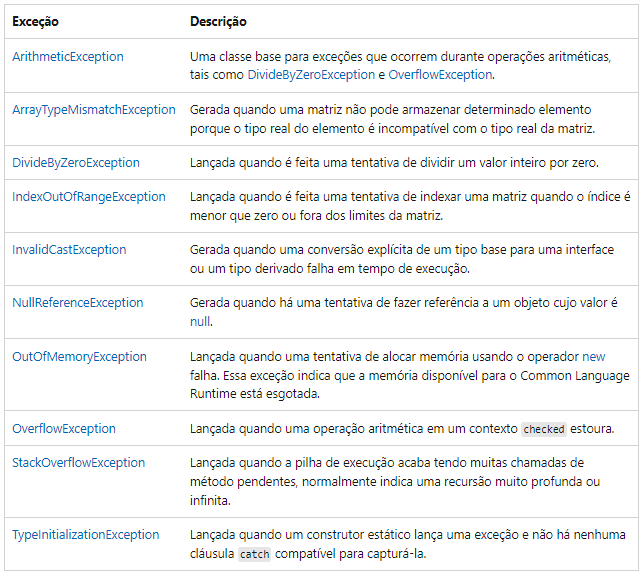 Exceção Descrição
ArithmeticException Uma classe base para exceções que ocorrem durante operações aritméticas,
tais como DivideByZeroException e OverflowException.
ArrayTypeMismatchException Gerada quando uma matriz não pode armazenar determinado elemento
porque o tipo real do elemento é incompatível com o tipo real da matriz.
DivideByZeroException Lançada quando é feita uma tentativa de dividir um valor inteiro por zero.
IndexOutOfRangeException Lançada quando é feita uma tentativa de indexar uma matriz quando o índice é
menor que zero ou fora dos limites da matriz.
InvalidCastException Gerada quando uma conversão explícita de um tipo base para uma interface
ou um tipo derivado falha em tempo de execução.
NullReferenceException Gerada quando há uma tentativa de fazer referência a um objeto cujo valor é
null.
OutOfMemoryException Lançada quando uma tentativa de alocar memória usando o operador new
falha. Essa exceção indica que a memória disponível para o Common Language
Runtime está esgotada.
OverflowException Lançada quando uma operação aritmética em um contexto checked estoura.
StackOverflowException Lançada quando a pilha de execução acaba tendo muitas chamadas de
método pendentes, normalmente indica uma recursão muito profunda ou
infinita.
TypeInitializationException Lançada quando um construtor estático lança uma exceção e não há nenhuma
cláusula catch compatível para capturá-la.